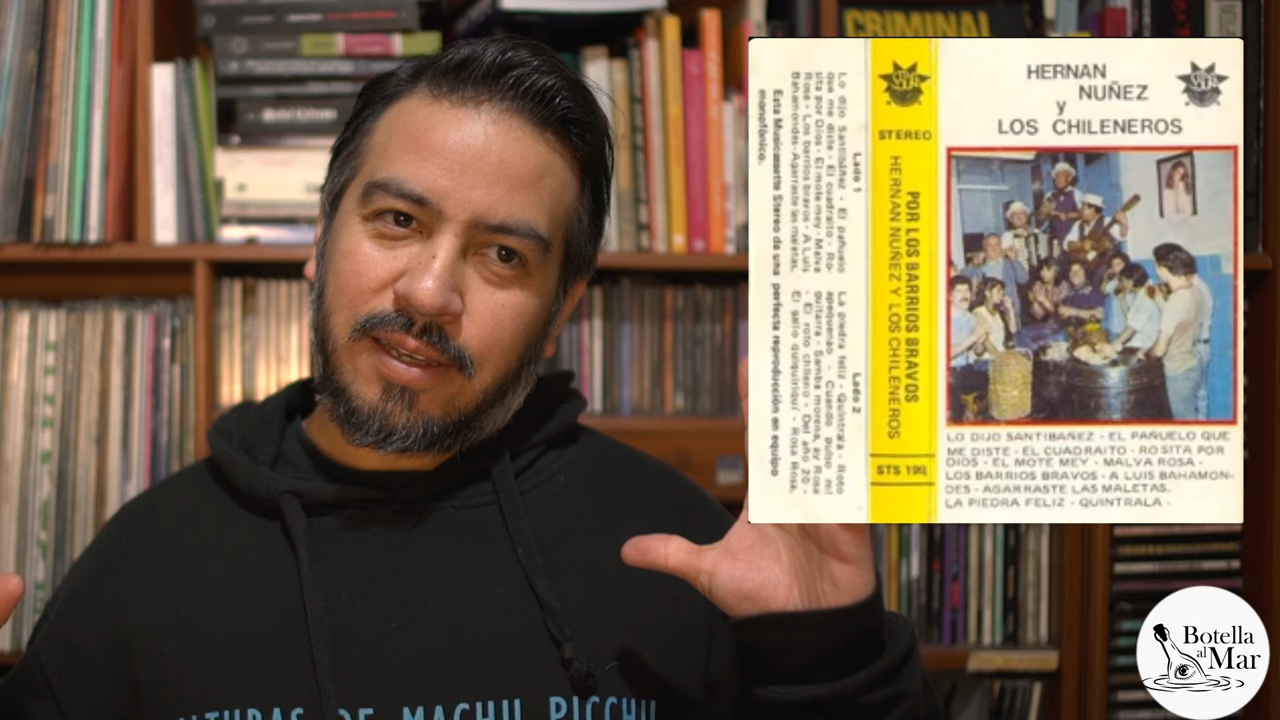 CRIMINAL
HERNAN
NUÑEZ
y
LOS CHILENEROS
LO DIJO SANTIBAÑEZ - EL PAÑUELO QUE
ME DISTE - EL CUADRAITO - ROSITA POR
DIOS - EL MOTE MEY - MALVA ROSA -
LOS BARRIOS BRAVOS - A LUIS BAHAMON-
DES - AGARRASTE LAS MALETAS.
LA PIEDRA FELIZ - QUINTRALA -
STEREO
POR LOS BARRIOS BRAVOS
HERNAN NUÑEZ Y LOS CHILENEROS
STS 199
Lado 1
Lo dijo Santibáñez - El pañuelo
que me diste - El cuadraito - Ro-
sita por Dios - El mote mey - Malva
Rosa - Los barrios bravos - A Luis
Bahamondes - Agarraste las maletas.
Lado 2
La piedra feliz - Quintrala - Roto
apequenao - Cuando pulso mi
guitarra - Samba morena, ay Rosa
- El roto chileno - Del año 20 -
El gallo quiquiriquí - Rosa Rosa.
Esta Musicassette Stereo da una perfecta reproducción en equipo
monofónico.
DE MACHU PICCHU
Botella
al Mar